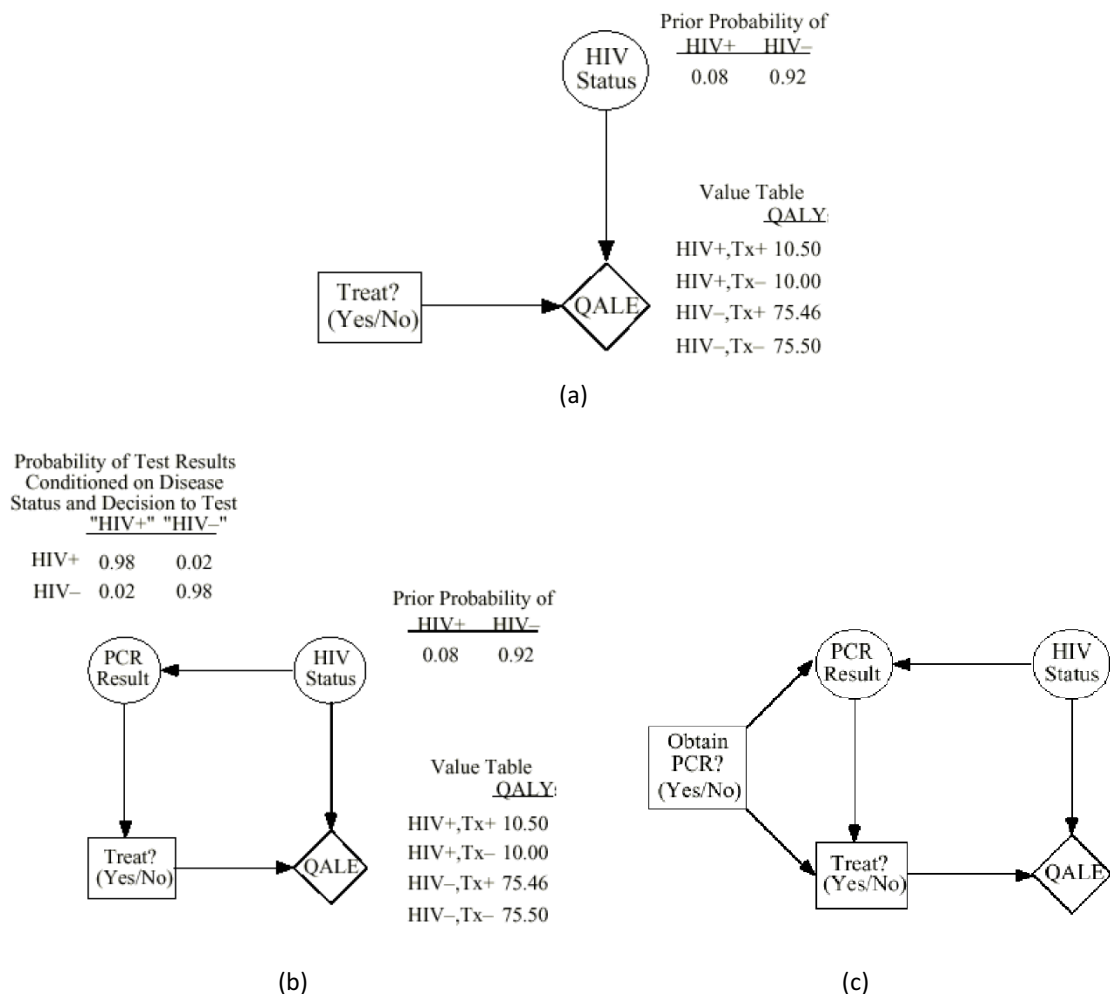 Prior Probability of
HIV+ HIV–
0.08 0.92
HIV
Status
Value Table
QALYs
HIV+,Tx+ 10.50
HIV+,Tx– 10.00
HIV–,Tx+ 75.46
HIV–,Tx– 75.50
Treat?
(Yes/No)
QALE
(a)
Probability of Test Results
Conditioned on Disease
Status and Decision to Test
"HIV+" "HIV–"
HIV+ 0.98 0.02
HIV– 0.02 0.98
Prior Probability of
HIV+ HIV–
0.08 0.92
PCR
Result
HIV
Status
Value Table
QALYs
HIV+,Tx+ 10.50
HIV+,Tx– 10.00
HIV–,Tx+ 75.46
HIV–,Tx– 75.50
Treat?
(Yes/No)
QALE
(b)
PCR
Result
HIV
Status
Obtain
PCR?
(Yes/No)
Treat?
(Yes/No)
QALE
(c)